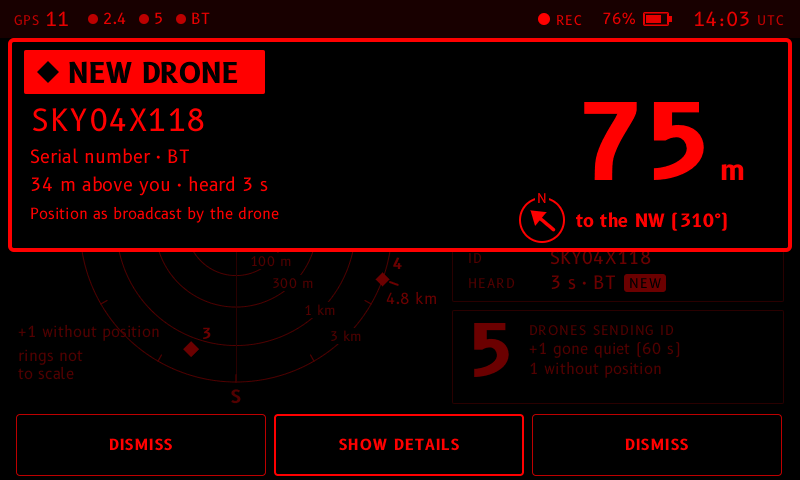 GPS 11 2.4 5 BT REC 76% 14:03 UTC
NEW DRONE
SKY04X118
Serial number · BT
34 m above you · heard 3 s
Position as broadcast by the drone
75 m
N
to the NW (310°)
100 m
300 m
1 km
3 km
4
4.8 km
3
+1 without position
rings not
to scale
S
ID SKY04X118
HEARD 3 s · BT NEW
5
DRONES SENDING ID
+1 gone quiet (60 s)
1 without position
DISMISS
SHOW DETAILS
DISMISS